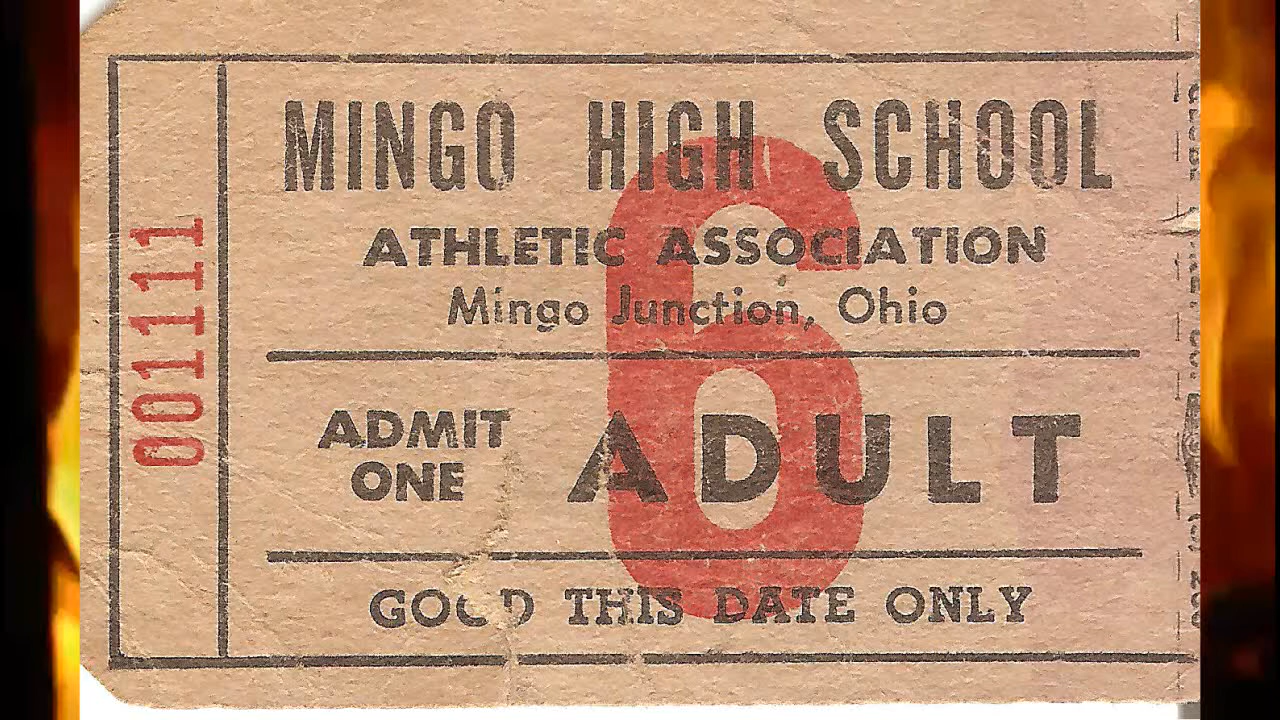 MINGO HIGH SCHOOL
ATHLETIC ASSOCIATION
Mingo Junction, Ohio
6
ADMIT
ONE
ADULT
GOOD THIS DATE ONLY
001111